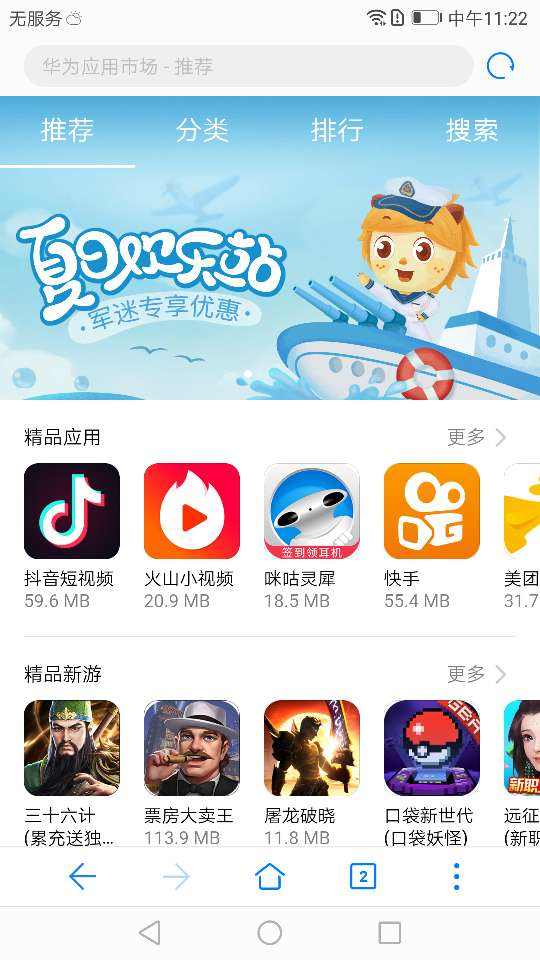 无服务
中午11:22
华为应用市场 - 推荐
推荐 分类 排行 搜索
夏日欢乐站
·军迷专享优惠·
精品应用 更多
签到领耳机
抖音短视频 火山小视频 咪咕灵犀 快手 美团
59.6 MB 20.9 MB 18.5 MB 55.4 MB 31.7
精品新游 更多
GBA
新职
三十六计 票房大卖王 屠龙破晓 口袋新世代 远征
(累充送独... 113.9 MB 11.8 MB (口袋妖怪) (新职
2